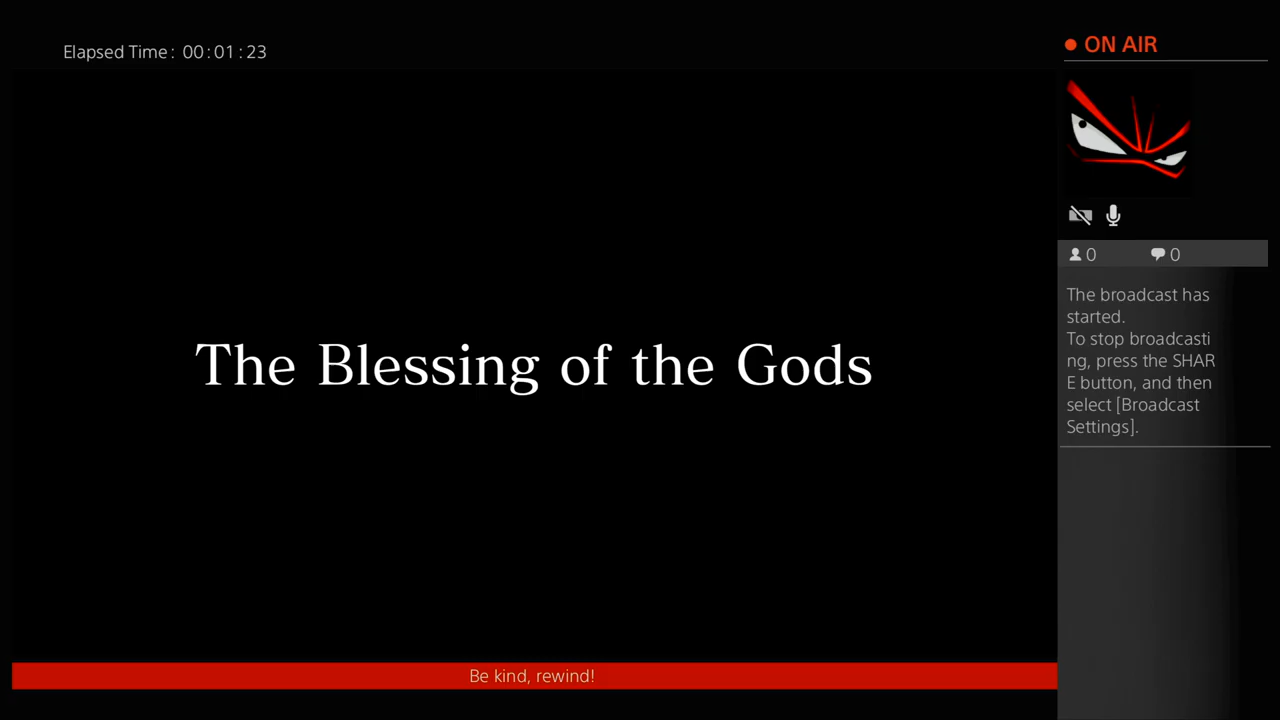 Elapsed Time: 00:01:23
ON AIR
0 0
The broadcast has
started.
To stop broadcasti
ng, press the SHAR
E button, and then
select [Broadcast
Settings].
The Blessing of the Gods
Be kind, rewind!